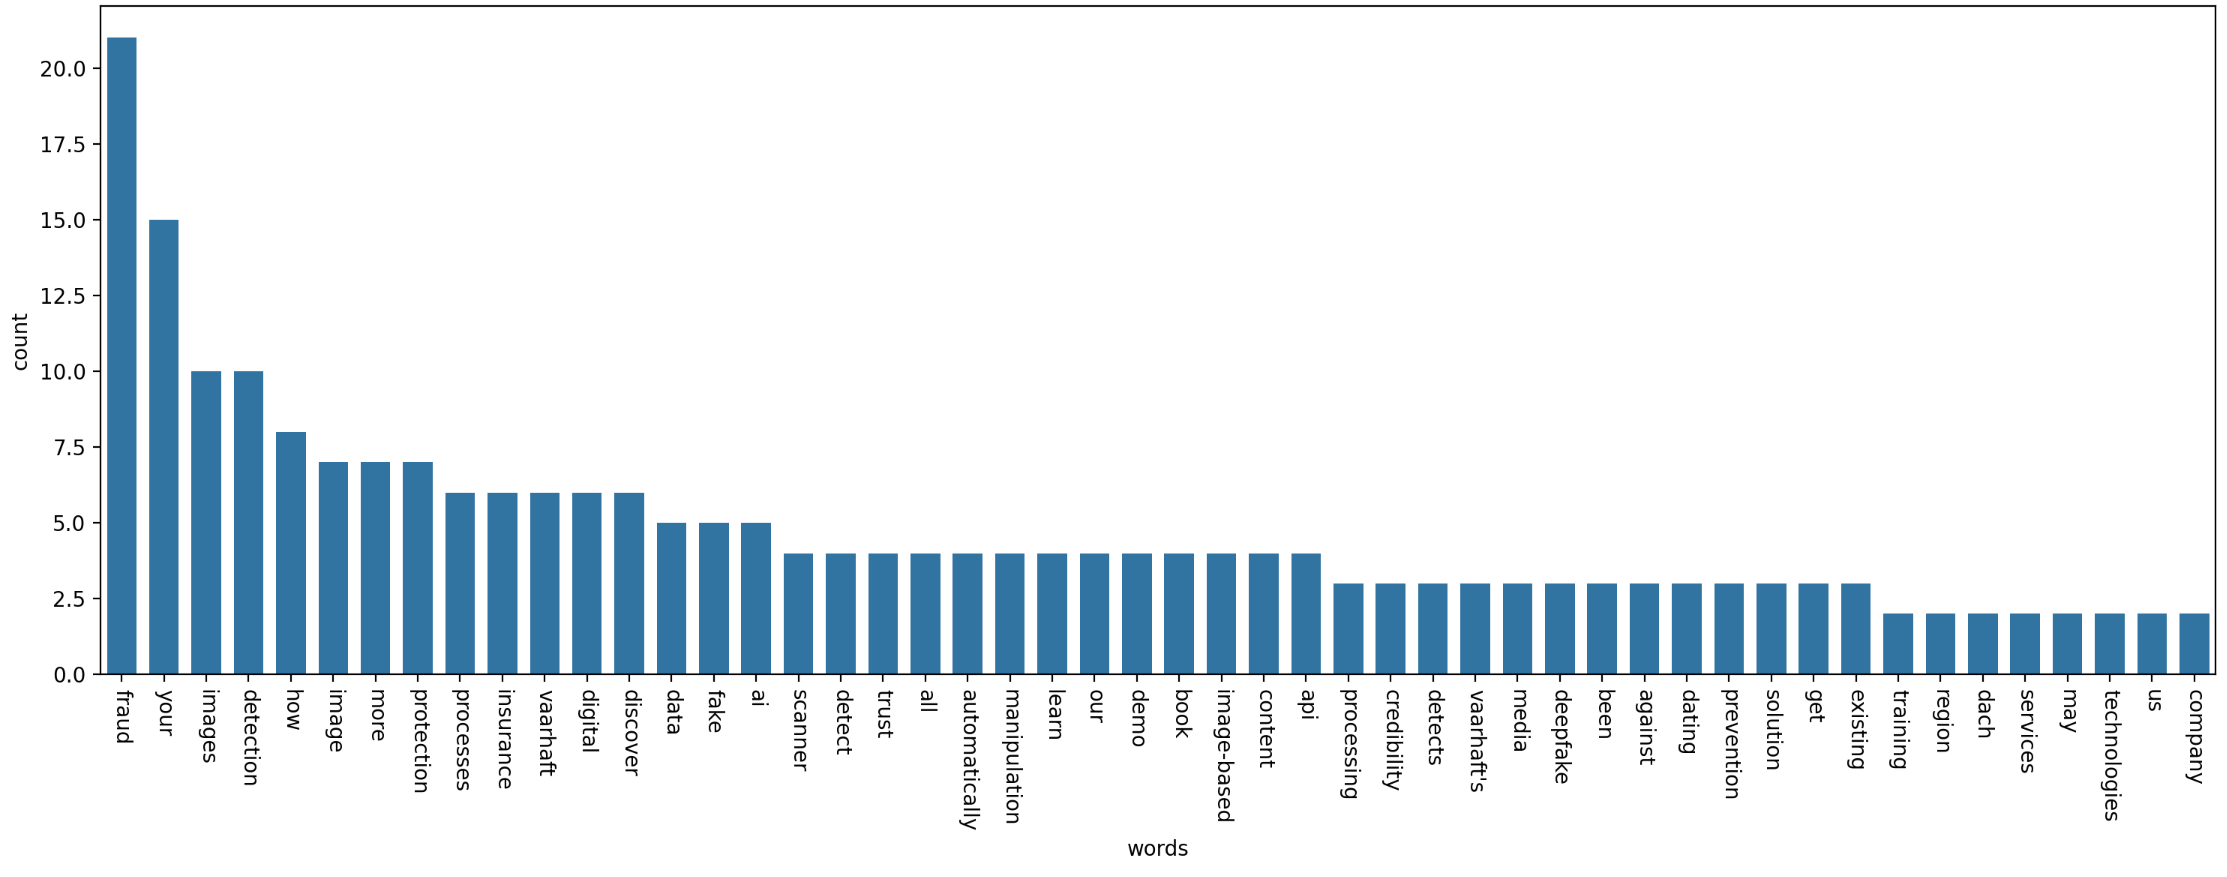 20.0
17.5
15.0
12.5
10.0
7.5
5.0
2.5
0.0
count
fraud
your
images
detection
how
image
more
protection
processes
insurance
vaarhaft
digital
discover
data
fake
ai
scanner
detect
trust
all
automatically
manipulation
learn
our
demo
book
image-based
content
api
processing
credibility
detects
vaarhaft's
media
deepfake
been
against
dating
prevention
solution
get
existing
training
region
dach
services
may
technologies
us
company
words